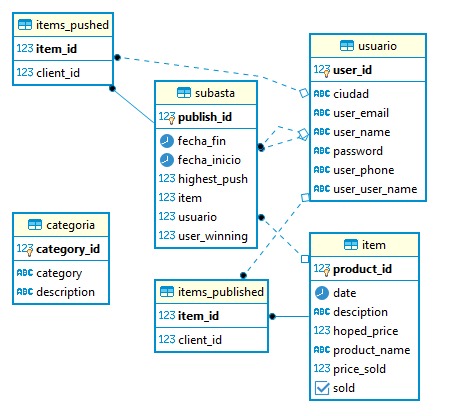 items_pushed
123 item_id
123 client_id
usuario
123 user_id
ABC ciudad
ABC user_email
ABC user_name
ABC password
ABC user_phone
ABC user_user_name
subasta
123 publish_id
fecha_fin
fecha_inicio
123 highest_push
123 item
123 usuario
123 user_winning
categoria
123 category_id
ABC category
ABC description
items_published
123 item_id
123 client_id
item
123 product_id
date
ABC desciption
123 hoped_price
ABC product_name
123 price_sold
sold